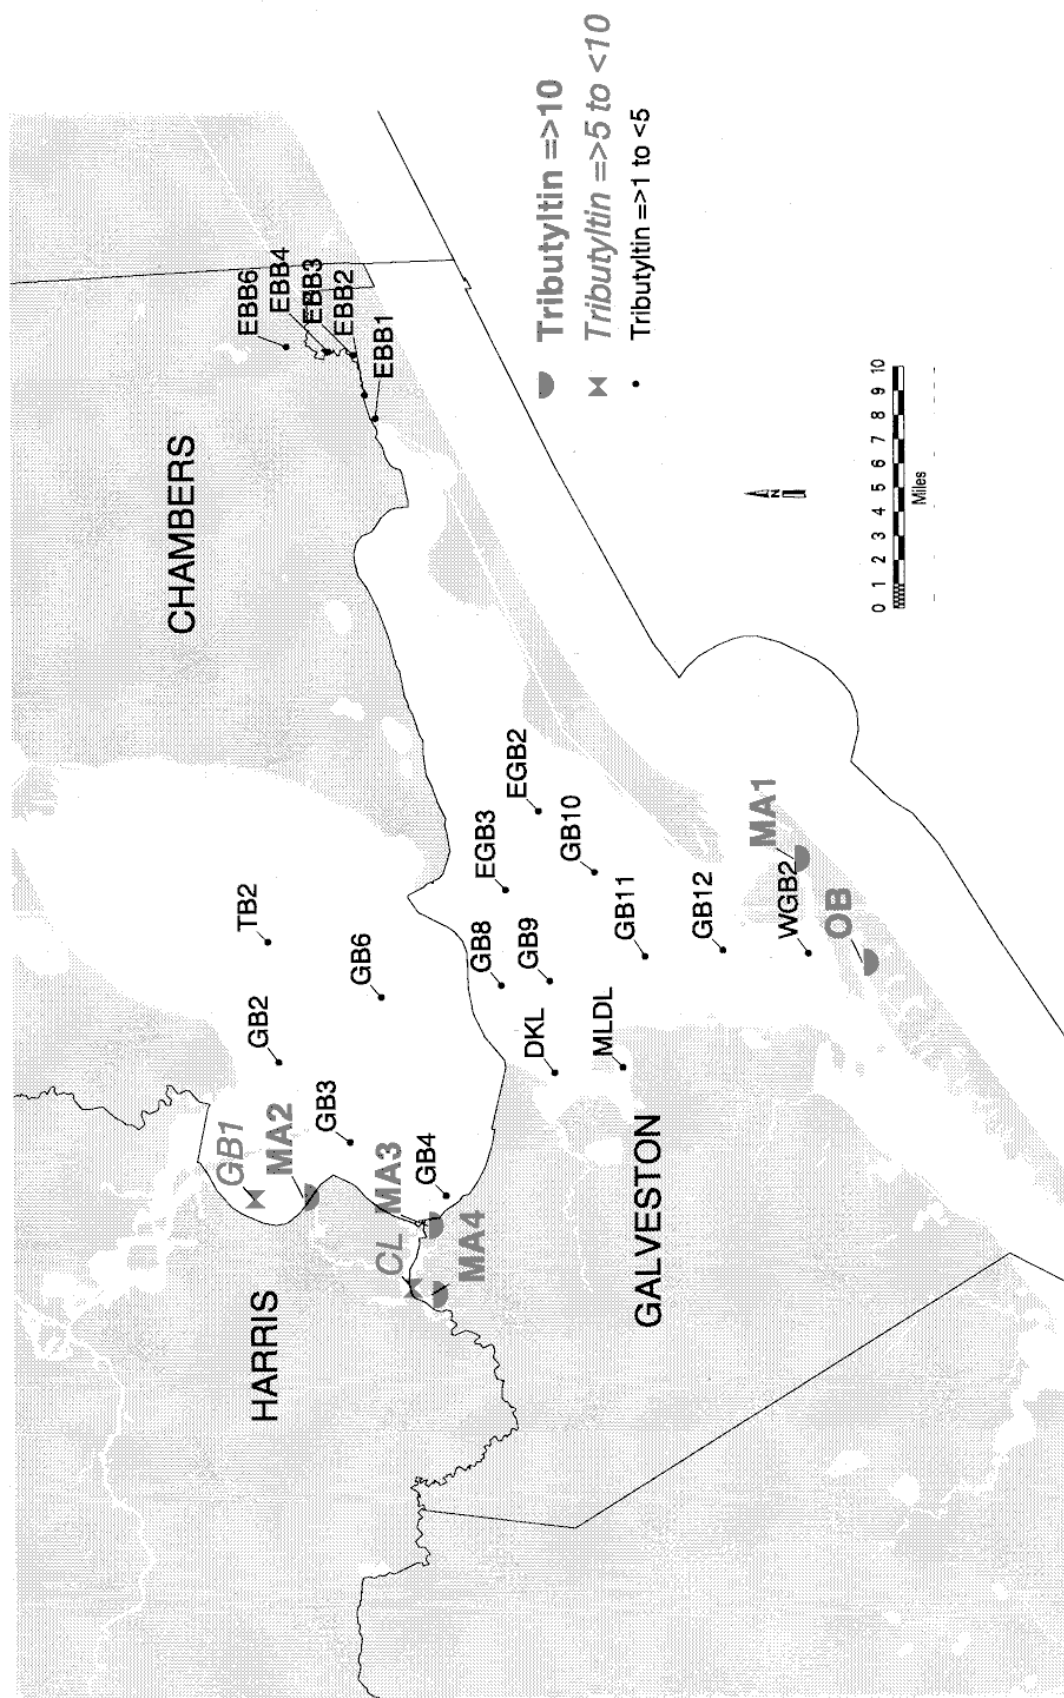 HARRIS
CHAMBERS
GALVESTON
GB1
MA2
GB2
TB2
GB3
GB6
CL
MA3
MA4
GB4
GB8
EGB3
DKL
GB9
EGB2
MLDL
GB10
GB11
GB12
WGB2
MA1
OB
EBB6
EBB4
EBB3
EBB2
EBB1
Tributyltin =>10
Tributyltin =>5 to <10
Tributyltin =>1 to <5
N
0 1 2 3 4 5 6 7 8 9 10
Miles